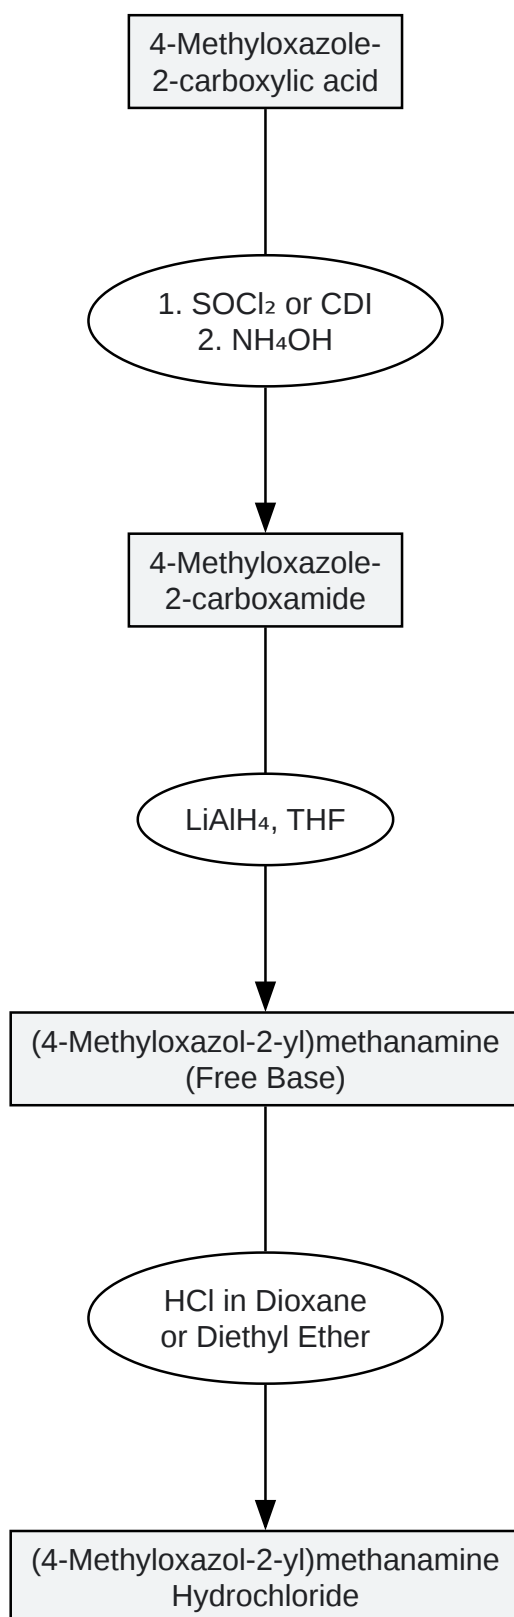 4-Methyloxazole-
2-carboxylic acid
1. SOCl₂ or CDI
2. NH₄OH
4-Methyloxazole-
2-carboxamide
LiAlH₄, THF
(4-Methyloxazol-2-yl)methanamine
(Free Base)
HCl in Dioxane
or Diethyl Ether
(4-Methyloxazol-2-yl)methanamine
Hydrochloride